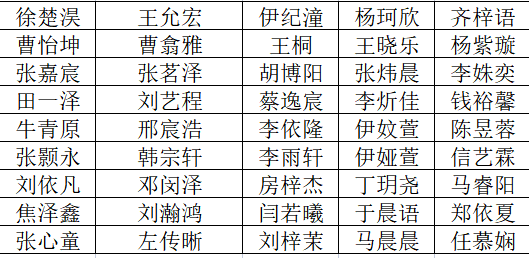 徐楚淏 王允宏 伊纪潼 杨珂欣 齐梓语
曹怡坤 曹翕雅 王桐 王晓乐 杨紫璇
张嘉宸 张茗泽 胡博阳 张炜晨 李姝奕
田一泽 刘艺程 蔡逸宸 李炘佳 钱裕馨
牛青原 邢宸浩 李依隆 伊妏萱 陈昱蓉
张颢永 韩宗轩 李雨轩 伊娅萱 信艺霖
刘依凡 邓闵泽 房梓杰 丁玥尧 马睿阳
焦泽鑫 刘瀚鸿 闫若曦 于晨语 郑依夏
张心童 左传晰 刘梓茉 马晨晨 任慕娴